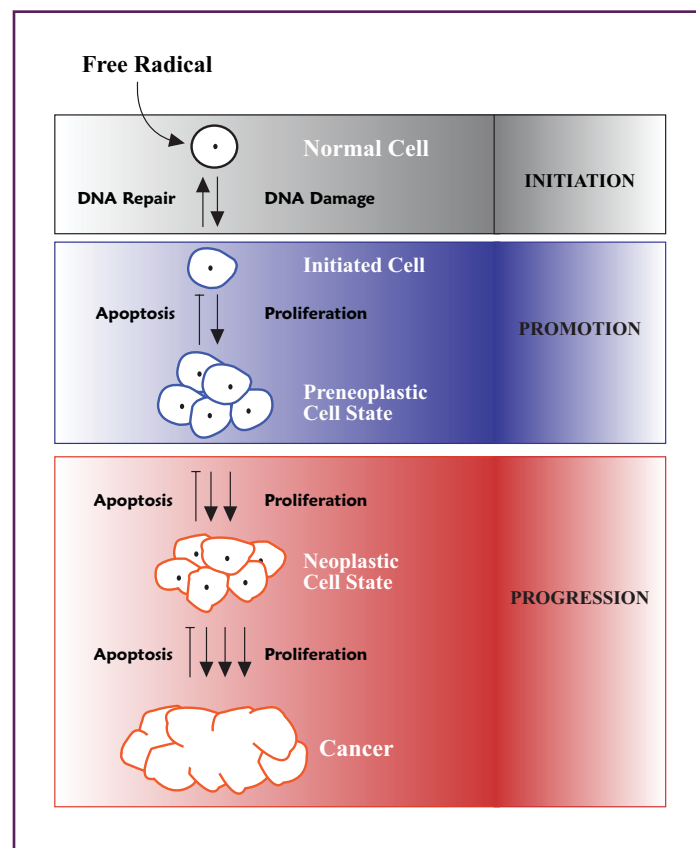 Free Radical
Normal Cell
INITIATION
DNA Repair
DNA Damage
Initiated Cell
Apoptosis
Proliferation
PROMOTION
Preneoplastic
Cell State
Apoptosis
Proliferation
Neoplastic
Cell State
PROGRESSION
Apoptosis
Proliferation
Cancer